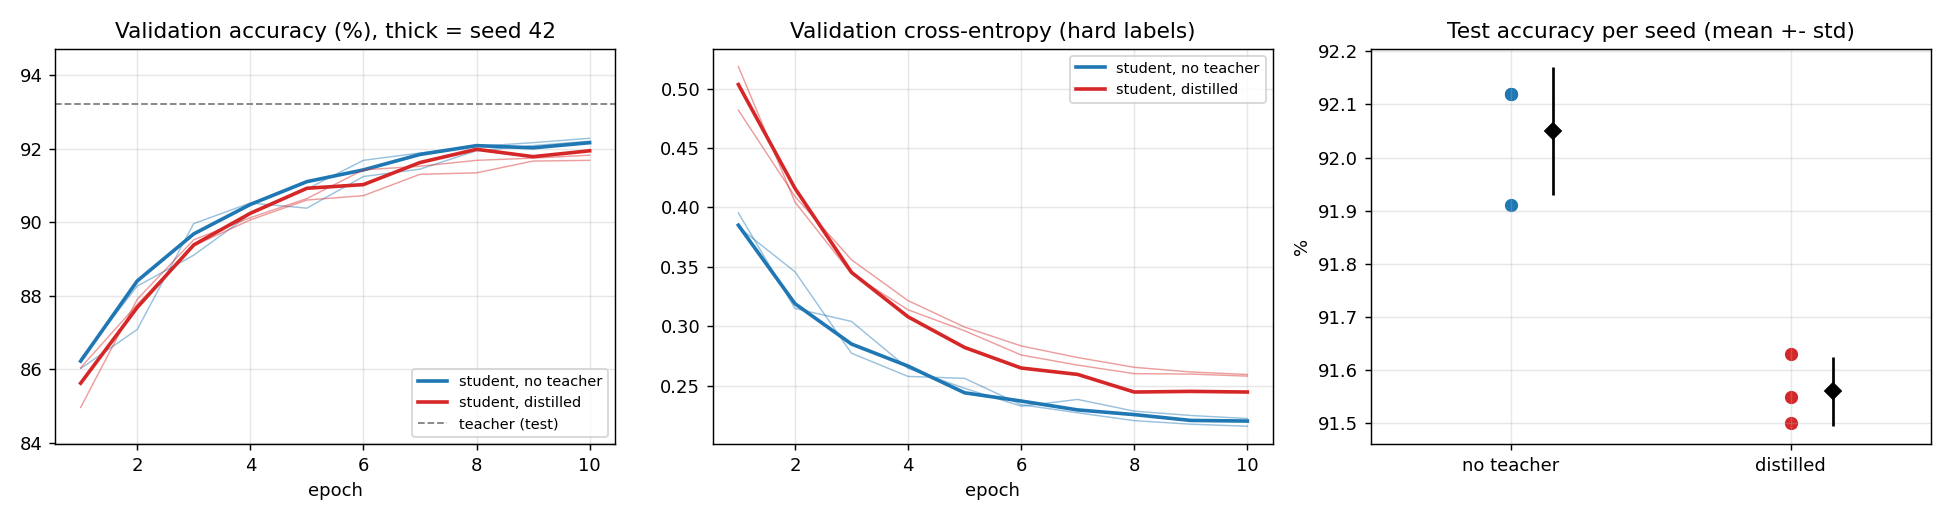 Validation accuracy (%), thick = seed 42
94
92
90
88
86
84
student, no teacher
student, distilled
teacher (test)
2
4
6
8
10
epoch
Validation cross-entropy (hard labels)
0.50
0.45
0.40
0.35
0.30
0.25
student, no teacher
student, distilled
2
4
6
8
10
epoch
Test accuracy per seed (mean +- std)
%
92.2
92.1
92.0
91.9
91.8
91.7
91.6
91.5
no teacher
distilled